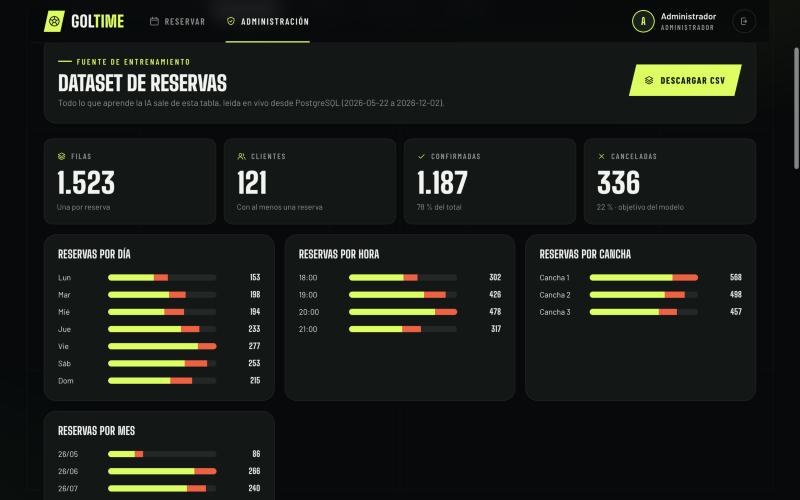 GOLTIME
RESERVAR
ADMINISTRACIÓN
A
Administrador
ADMINISTRADOR
FUENTE DE ENTRENAMIENTO
DATASET DE RESERVAS
Todo lo que aprende la IA sale de esta tabla, leída en vivo desde PostgreSQL (2026-05-22 a 2026-12-02).
DESCARGAR CSV
FILAS
1.523
Una por reserva
CLIENTES
121
Con al menos una reserva
CONFIRMADAS
1.187
78 % del total
CANCELADAS
336
22 % · objetivo del modelo
RESERVAS POR DÍA
Lun 153
Mar 198
Mié 194
Jue 233
Vie 277
Sáb 253
Dom 215
RESERVAS POR HORA
18:00 302
19:00 426
20:00 478
21:00 317
RESERVAS POR CANCHA
Cancha 1 568
Cancha 2 498
Cancha 3 457
RESERVAS POR MES
26/05 86
26/06 266
26/07 240